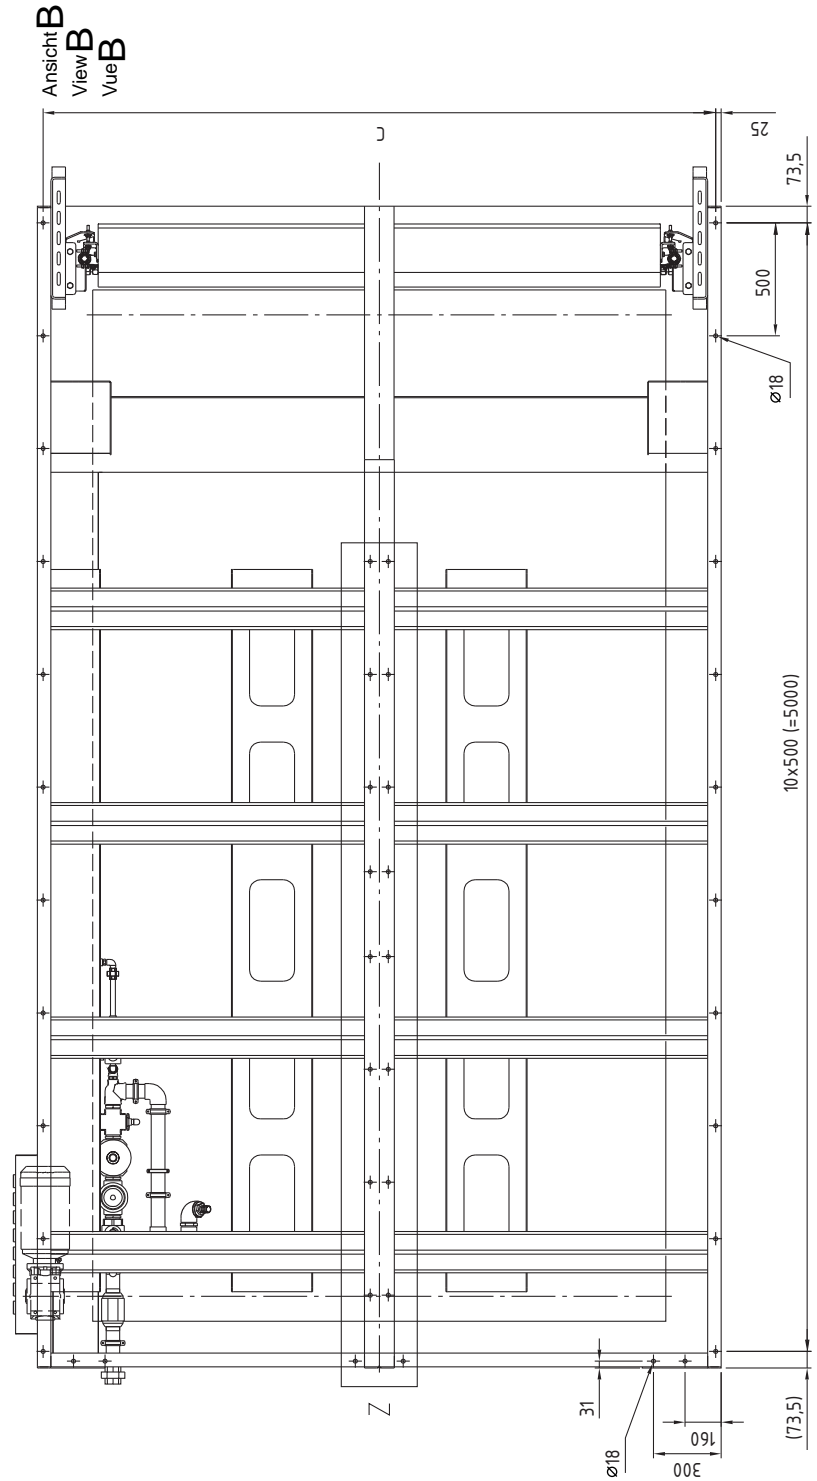 Ansicht B
View B
Vue B
C
25
73,5
500
Ø18
10x500 (=5000)
Z
31
Ø18
160
300
(73,5)